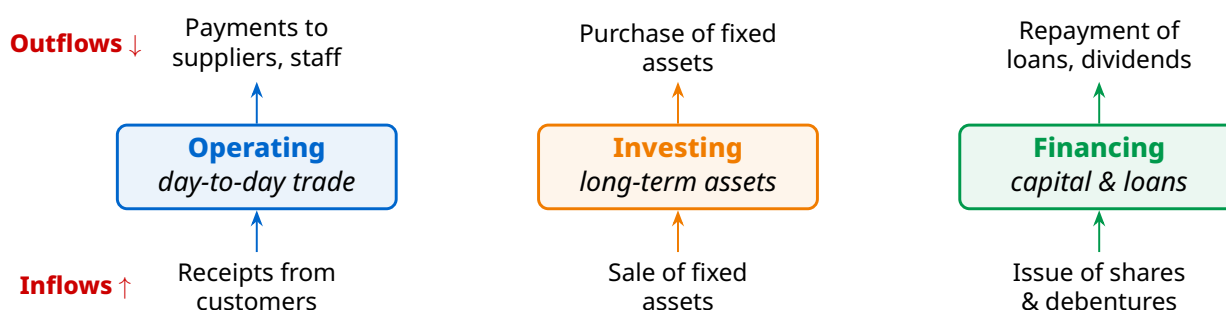 Outflows ↓
Payments to
suppliers, staff
Purchase of fixed
assets
Repayment of
loans, dividends
Operating
day-to-day trade
Investing
long-term assets
Financing
capital & loans
Inflows ↑
Receipts from
customers
Sale of fixed
assets
Issue of shares
& debentures